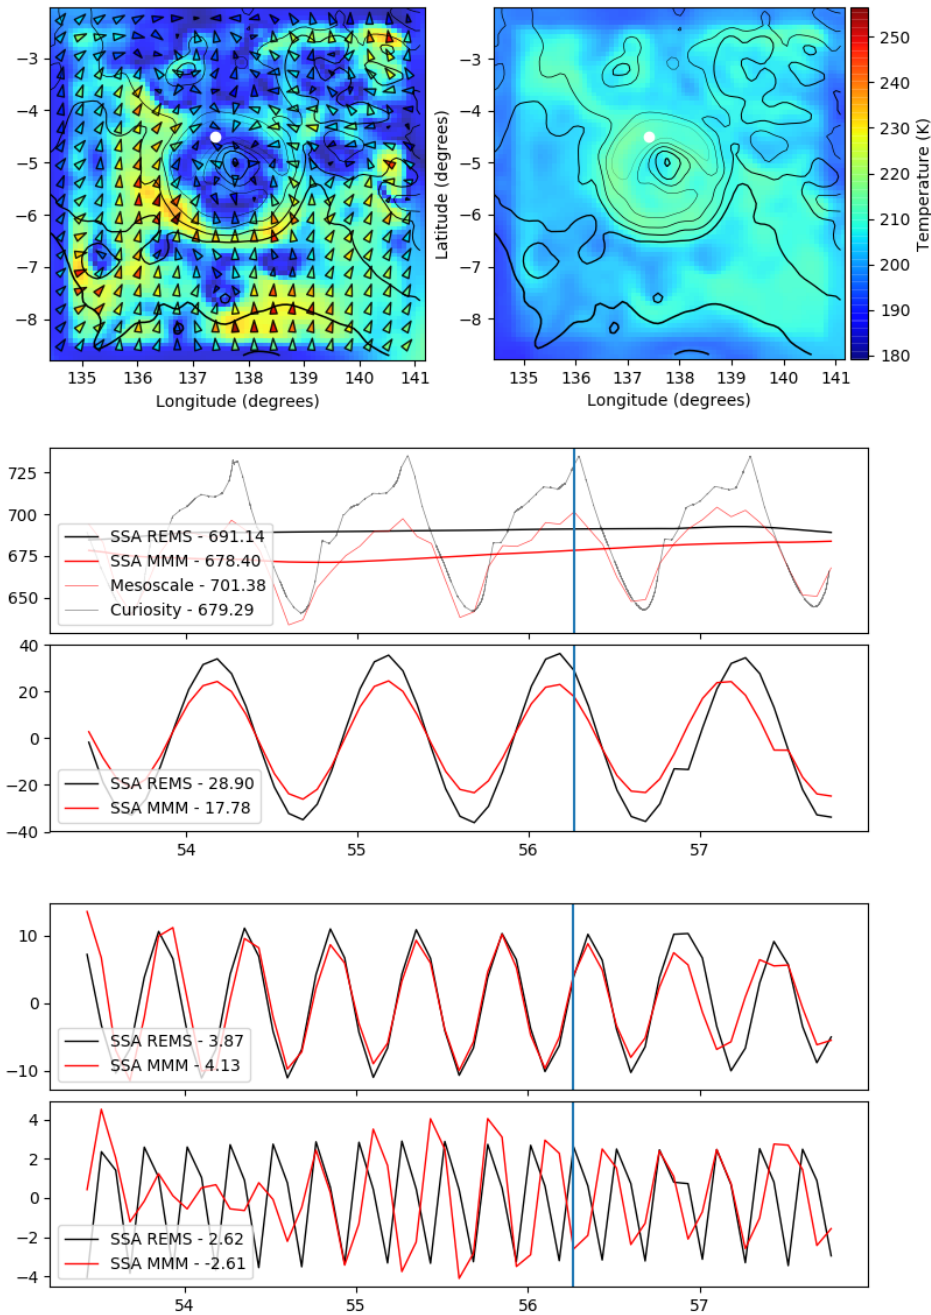 −3
−4
−5
−6
−7
−8
135 136 137 138 139 140 141
Longitude (degrees)
Latitude (degrees)
−3
−4
−5
−6
−7
−8
135 136 137 138 139 140 141
Longitude (degrees)
250
240
230
220
210
200
190
180
Temperature (K)
725
700
675
650
SSA REMS - 691.14
SSA MMM - 678.40
Mesoscale - 701.38
Curiosity - 679.29
40
20
0
−20
−40
SSA REMS - 28.90
SSA MMM - 17.78
54 55 56 57
10
0
−10
SSA REMS - 3.87
SSA MMM - 4.13
4
2
0
−2
−4
SSA REMS - 2.62
SSA MMM - -2.61
54 55 56 57